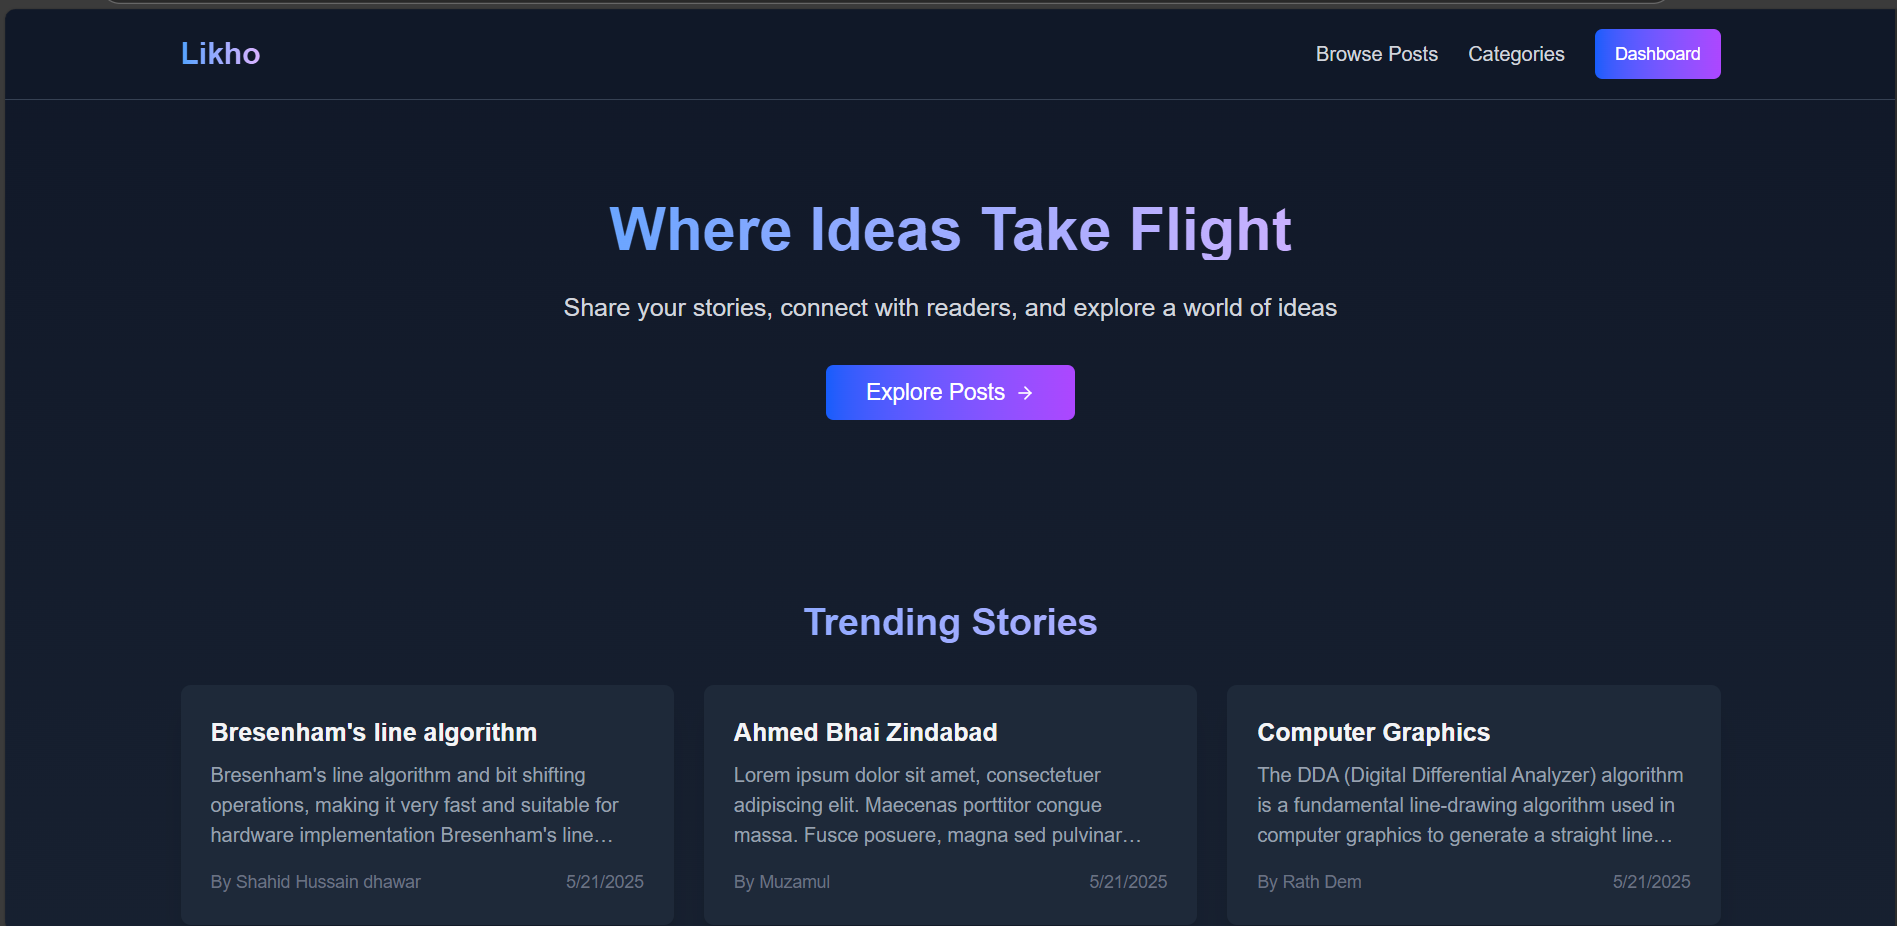 Likho
Browse Posts
Categories
Dashboard
Where Ideas Take Flight
Share your stories, connect with readers, and explore a world of ideas
Explore Posts →
Trending Stories
Bresenham's line algorithm
Bresenham's line algorithm and bit shifting
operations, making it very fast and suitable for
hardware implementation Bresenham's line…
By Shahid Hussain dhawar
5/21/2025
Ahmed Bhai Zindabad
Lorem ipsum dolor sit amet, consectetuer
adipiscing elit. Maecenas porttitor congue
massa. Fusce posuere, magna sed pulvinar…
By Muzamul
5/21/2025
Computer Graphics
The DDA (Digital Differential Analyzer) algorithm
is a fundamental line-drawing algorithm used in
computer graphics to generate a straight line…
By Rath Dem
5/21/2025